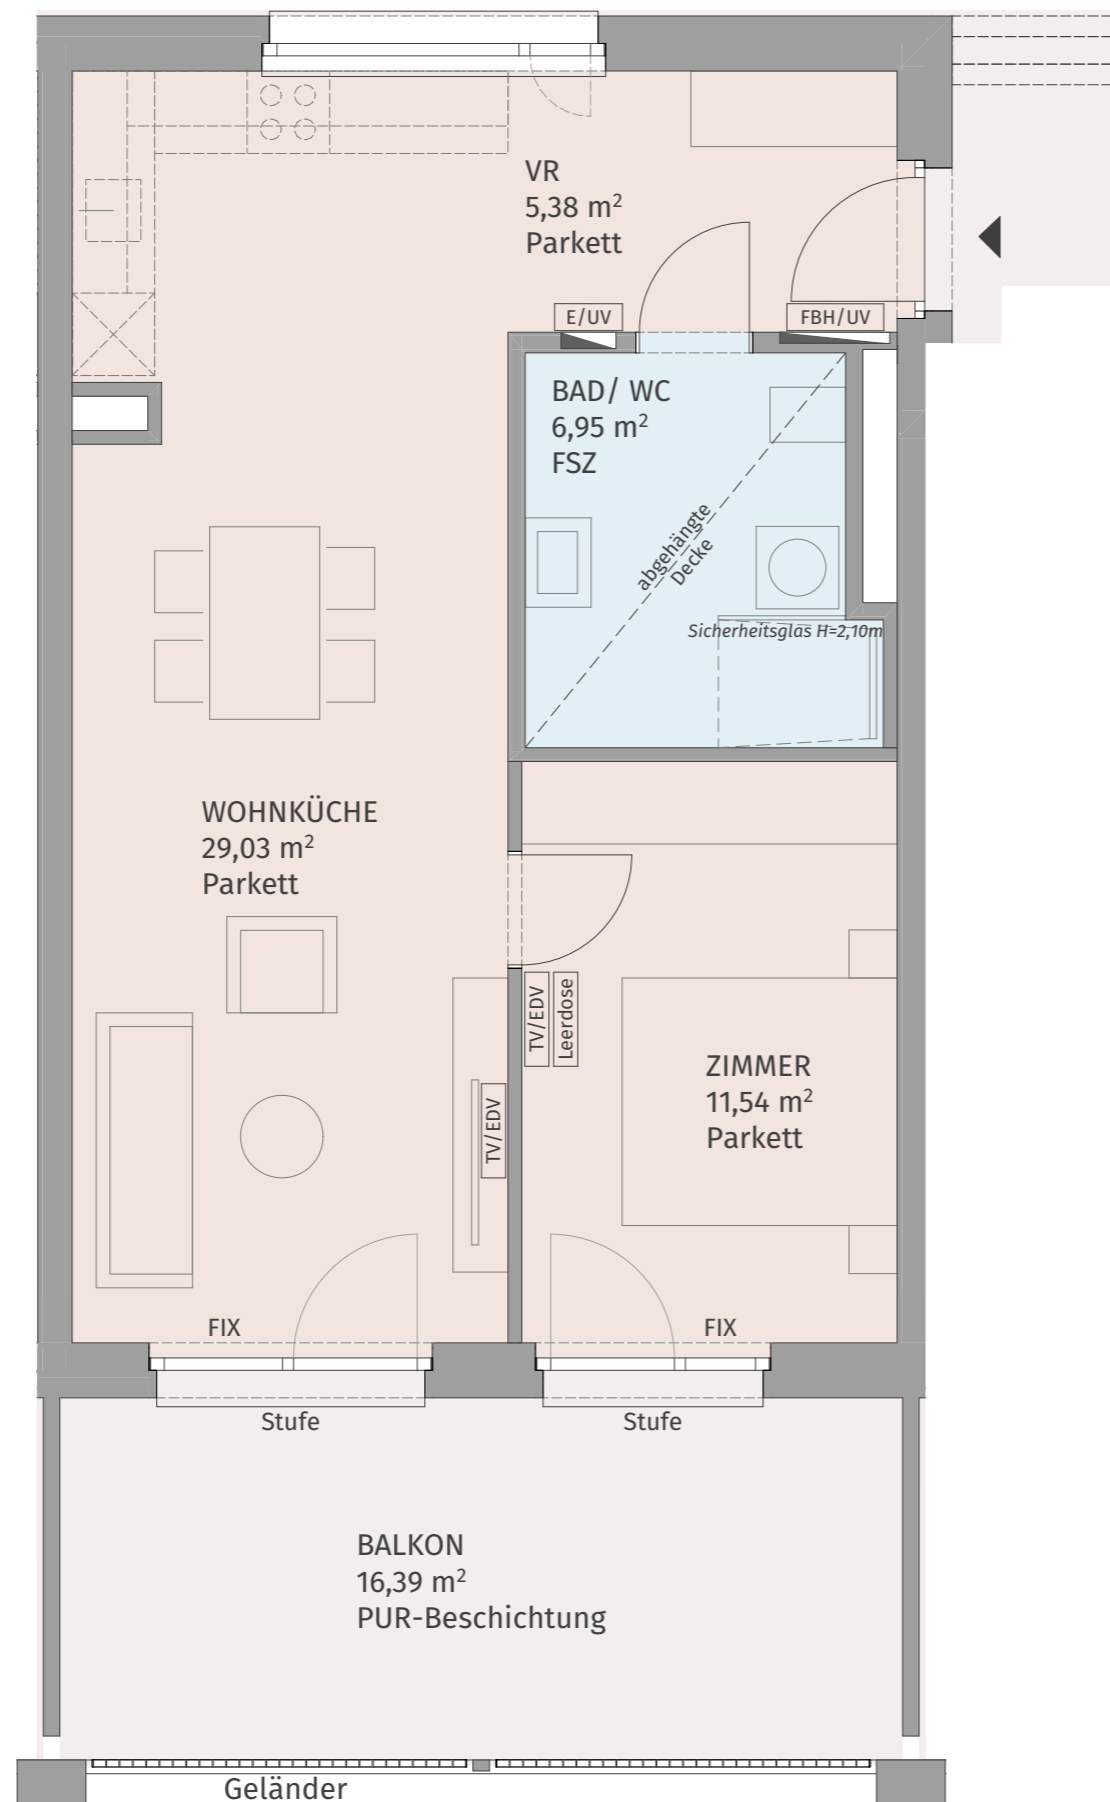 VR
5,38 m²
Parkett
E/UV
FBH/UV
BAD/ WC
6,95 m²
FSZ
abgehängte
Decke
Sicherheitsglas H=2,10m
WOHNKÜCHE
29,03 m²
Parkett
TV/EDV
Leerdose
ZIMMER
11,54 m²
Parkett
TV/EDV
FIX
FIX
Stufe
Stufe
BALKON
16,39 m²
PUR-Beschichtung
Geländer